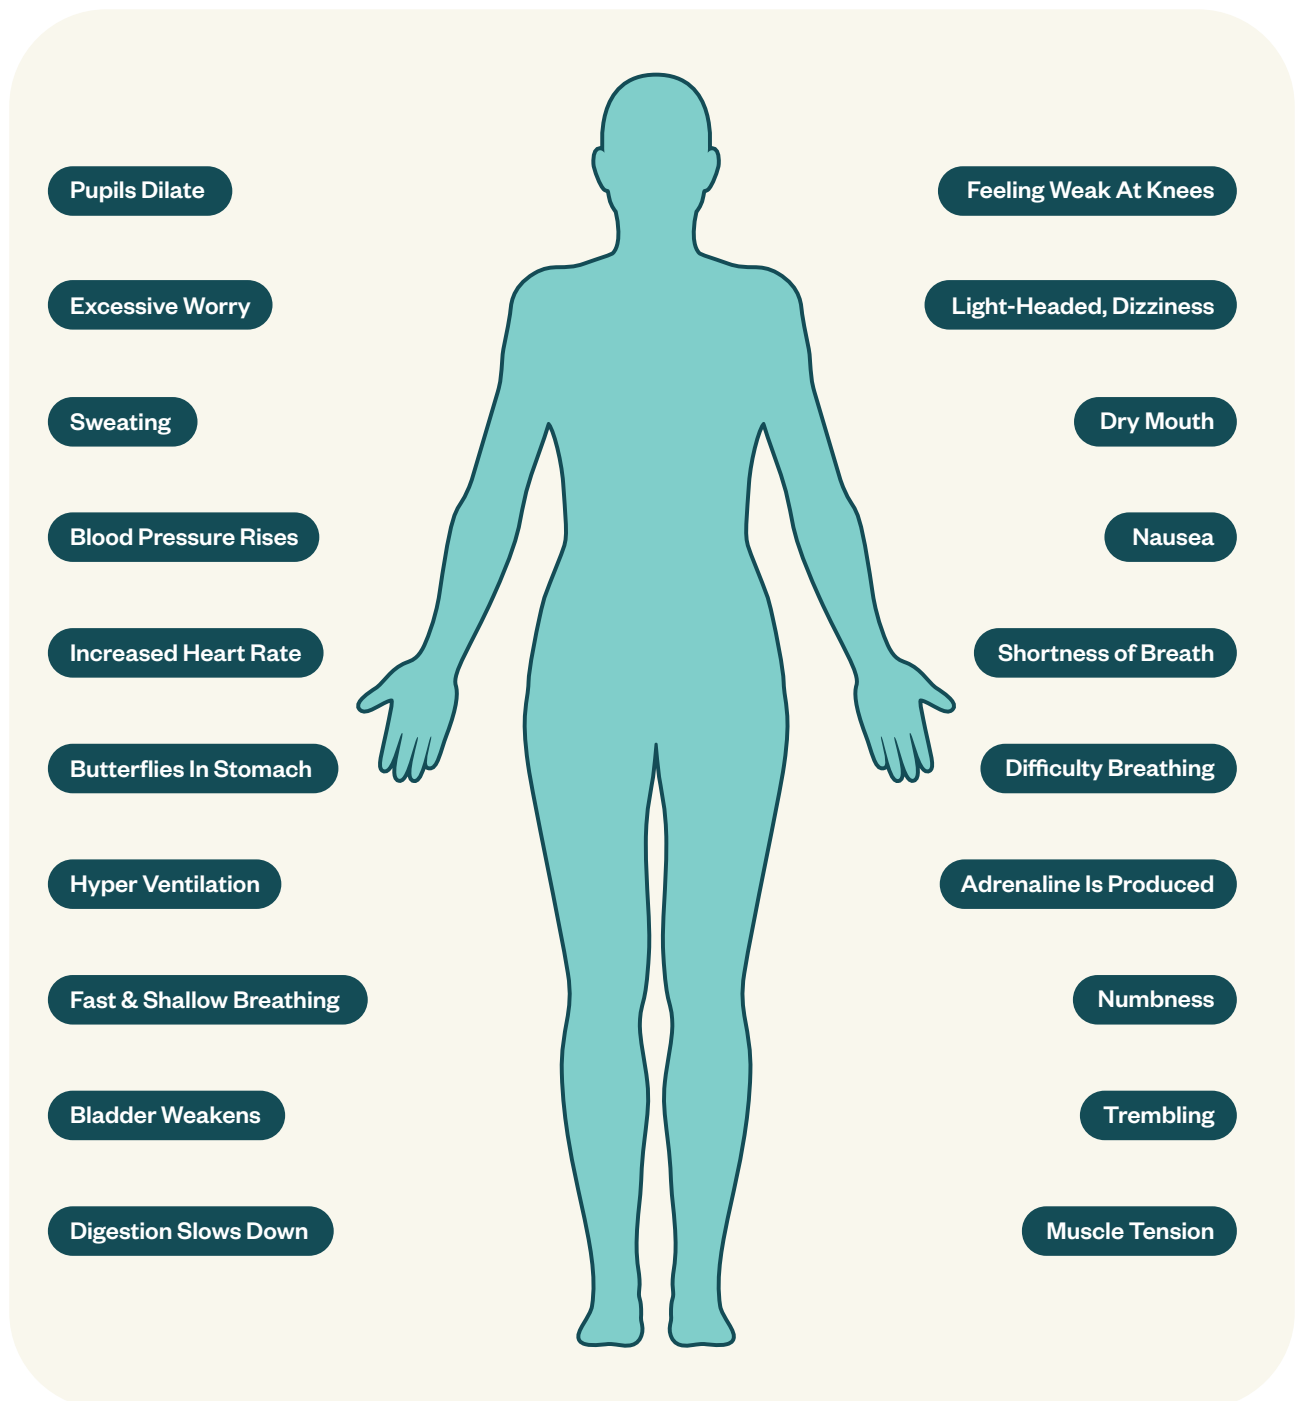 Pupils Dilate
Excessive Worry
Sweating
Blood Pressure Rises
Increased Heart Rate
Butterflies In Stomach
Hyper Ventilation
Fast & Shallow Breathing
Bladder Weakens
Digestion Slows Down
Feeling Weak At Knees
Light-Headed, Dizziness
Dry Mouth
Nausea
Shortness of Breath
Difficulty Breathing
Adrenaline Is Produced
Numbness
Trembling
Muscle Tension